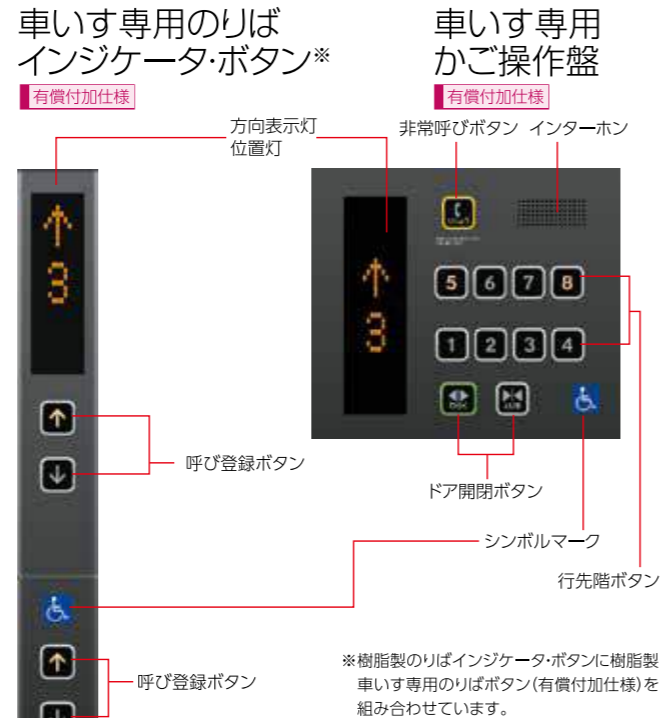 車いす専用のりば
インジケータ・ボタン※
有償付加仕様
車いす専用
かご操作盤
有償付加仕様
方向表示灯
位置灯
非常呼びボタン
インターホン
3
3
5 6 7 8
1 2 3 4
呼び登録ボタン
ドア開閉ボタン
シンボルマーク
行先階ボタン
呼び登録ボタン
※樹脂製のりばインジケータ・ボタンに樹脂製
車いす専用のりばボタン(有償付加仕様)を
組み合わせています。